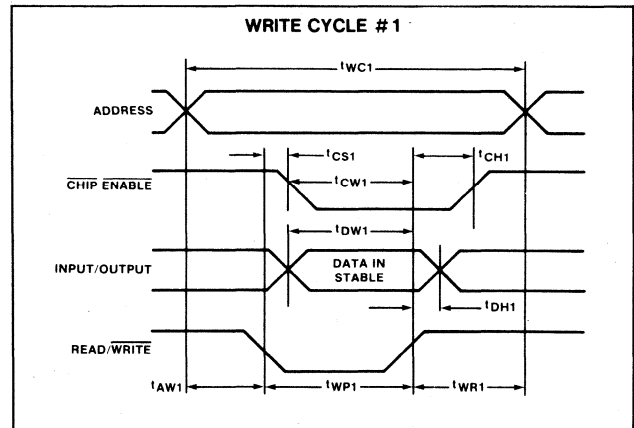 WRITE CYCLE #1
tWC1
ADDRESS
tCS1
tCH1
CHIP ENABLE
tCW1
tDW1
INPUT/OUTPUT
DATA IN
STABLE
tDH1
READ/WRITE
tAW1
tWP1
tWR1